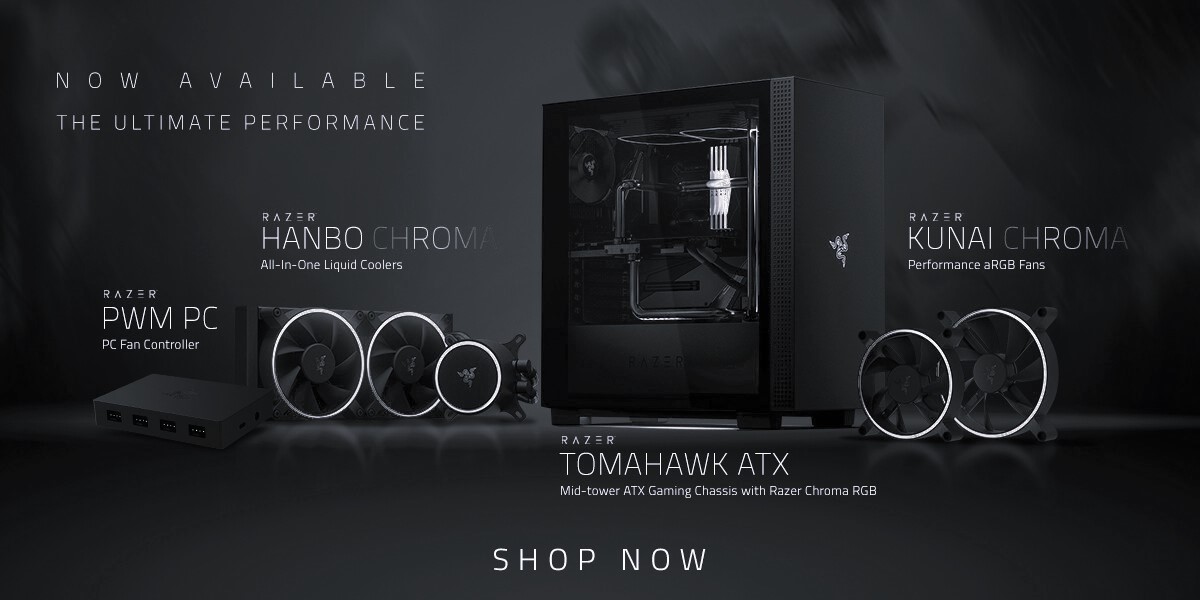 NOW AVAILABLE
THE ULTIMATE PERFORMANCE
RAZER
HANBO CHROMA
All-In-One Liquid Coolers
RAZER
KUNAI CHROMA
Performance aRGB Fans
RAZER
PWM PC
PC Fan Controller
RAZER
RAZER
TOMAHAWK ATX
Mid-tower ATX Gaming Chassis with Razer Chroma RGB
SHOP NOW